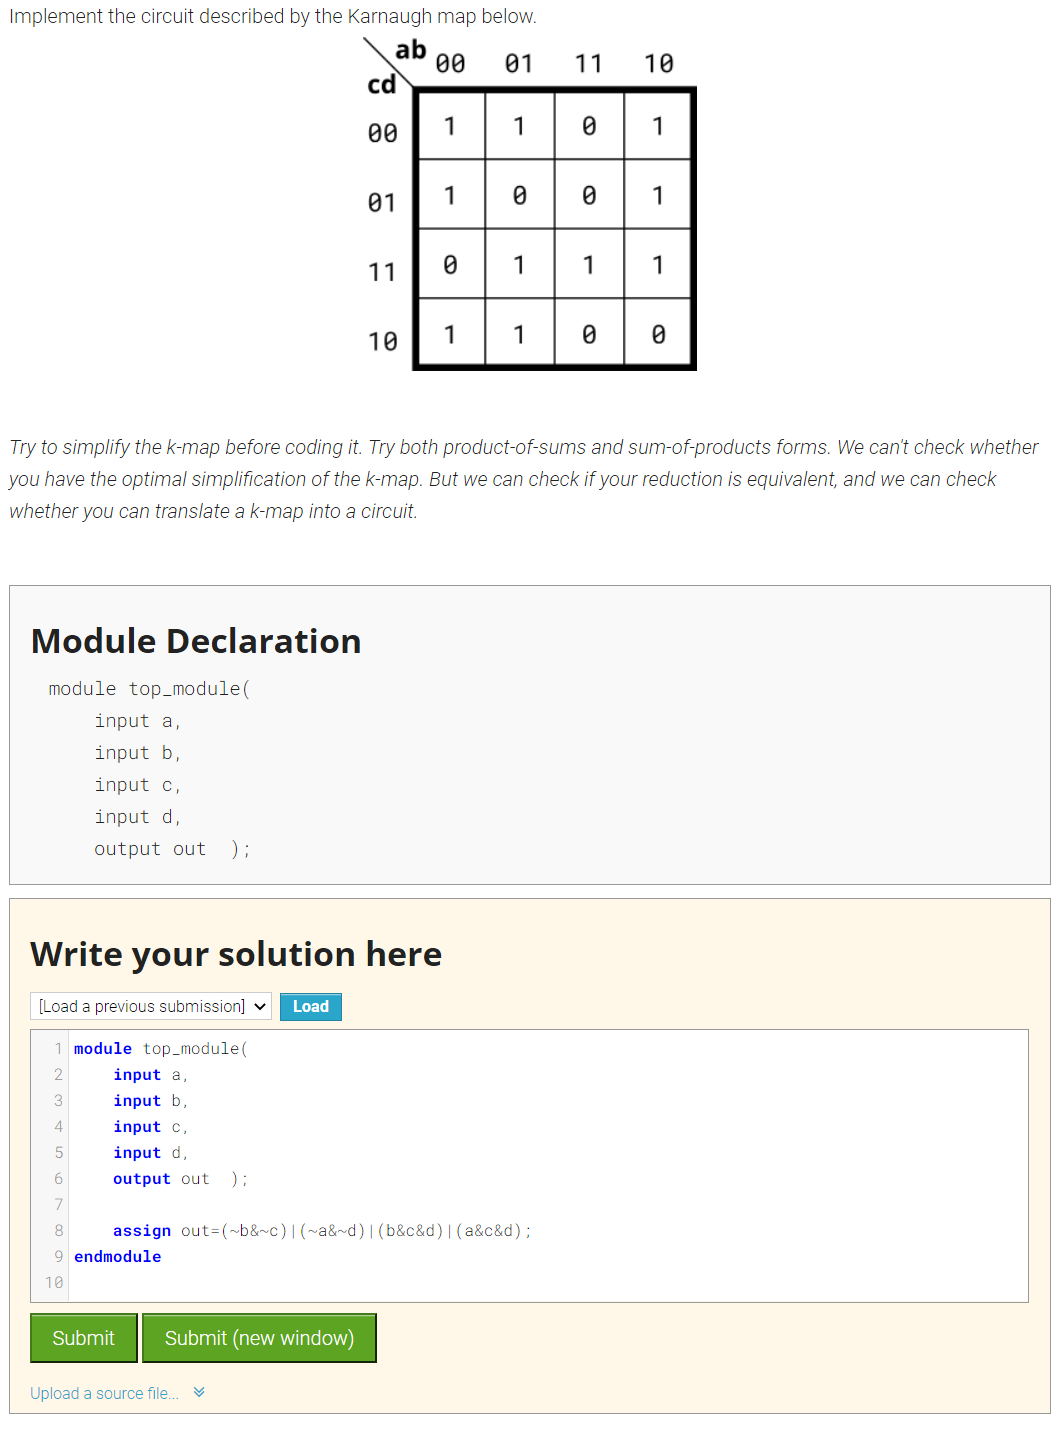 Implement the circuit described by the Karnaugh map below.
ab
00 01 11 10
cd
00 1 1 0 1
01 1 0 0 1
11 0 1 1 1
10 1 1 0 0
Try to simplify the k-map before coding it. Try both product-of-sums and sum-of-products forms. We can't check whether
you have the optimal simplification of the k-map. But we can check if your reduction is equivalent, and we can check
whether you can translate a k-map into a circuit.
Module Declaration
module top_module(
    input a,
    input b,
    input c,
    input d,
    output out  );
Write your solution here
[Load a previous submission] Load
1 module top_module(
2     input a,
3     input b,
4     input c,
5     input d,
6     output out  );
7
8     assign out=(~b&~c)|(~a&~d)|(b&c&d)|(a&c&d);
9 endmodule
10
Submit Submit (new window)
Upload a source file...